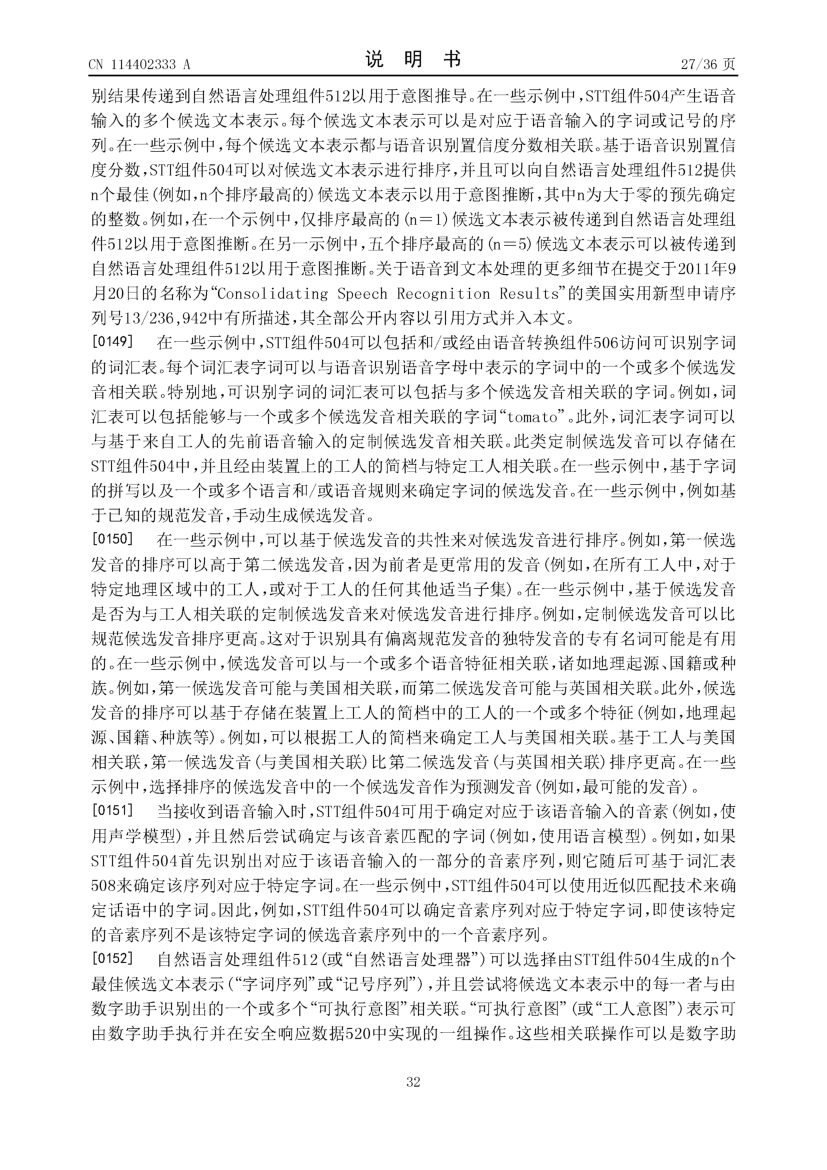 CN 114402333 A
说 明 书
27/36 页
别结果传递到自然语言处理组件512以用于意图推导。在一些示例中,STT组件504产生语音
输入的多个候选文本表示。每个候选文本表示可以是对应于语音输入的字词或记号的序
列。在一些示例中,每个候选文本表示都与语音识别置信度分数相关联。基于语音识别置信
度分数,STT组件504可以对候选文本表示进行排序,并且可以向自然语言处理组件512提供
n个最佳(例如,n个排序最高的)候选文本表示以用于意图推断,其中n为大于零的预先确定
的整数。例如,在一个示例中,仅排序最高的(n=1)候选文本表示被传递到自然语言处理组
件512以用于意图推断。在另一示例中,五个排序最高的(n=5)候选文本表示可以被传递到
自然语言处理组件512以用于意图推断。关于语音到文本处理的更多细节在提交于2011年9
月20日的名称为“Consolidating Speech Recognition Results”的美国实用新型申请序
列号13/236,942中有所描述,其全部公开内容以引用方式并入本文。
[0149] 在一些示例中,STT组件504可以包括和/或经由语音转换组件506访问可识别字词
的词汇表。每个词汇表字词可以与语音识别语音字母中表示的字词中的一个或多个候选发
音相关联。特别地,可识别字词的词汇表可以包括与多个候选发音相关联的字词。例如,词
汇表可以包括能够与一个或多个候选发音相关联的字词“tomato”。此外,词汇表字词可以
与基于来自工人的先前语音输入的定制候选发音相关联。此类定制候选发音可以存储在
STT组件504中,并且经由装置上的工人的简档与特定工人相关联。在一些示例中,基于字词
的拼写以及一个或多个语言和/或语音规则来确定字词的候选发音。在一些示例中,例如基
于已知的规范发音,手动生成候选发音。
[0150] 在一些示例中,可以基于候选发音的共性来对候选发音进行排序。例如,第一候选
发音的排序可以高于第二候选发音,因为前者是更常用的发音(例如,在所有工人中,对于
特定地理区域中的工人,或对于工人的任何其他适当子集)。在一些示例中,基于候选发音
是否为与工人相关联的定制候选发音来对候选发音进行排序。例如,定制候选发音可以比
规范候选发音排序更高。这对于识别具有偏离规范发音的独特发音的专有名词可能是有用
的。在一些示例中,候选发音可以与一个或多个语音特征相关联,诸如地理起源、国籍或种
族。例如,第一候选发音可能与美国相关联,而第二候选发音可能与英国相关联。此外,候选
发音的排序可以基于存储在装置上工人的简档中的工人的一个或多个特征(例如,地理起
源、国籍、种族等)。例如,可以根据工人的简档来确定工人与美国相关联。基于工人与美国
相关联,第一候选发音(与美国相关联)比第二候选发音(与英国相关联)排序更高。在一些
示例中,选择排序的候选发音中的一个候选发音作为预测发音(例如,最可能的发音)。
[0151] 当接收到语音输入时,STT组件504可用于确定对应于该语音输入的音素(例如,使
用声学模型),并且然后尝试确定与该音素匹配的字词(例如,使用语言模型)。例如,如果
STT组件504首先识别出对应于该语音输入的一部分的音素序列,则它随后可基于词汇表
508来确定该序列对应于特定字词。在一些示例中,STT组件504可以使用近似匹配技术来确
定话语中的字词。因此,例如,STT组件504可以确定音素序列对应于特定字词,即使该特定
的音素序列不是该特定字词的候选音素序列中的一个音素序列。
[0152] 自然语言处理组件512(或“自然语言处理器”)可以选择由STT组件504生成的n个
最佳候选文本表示(“字词序列”或“记号序列”),并且尝试将候选文本表示中的每一者与由
数字助手识别出的一个或多个“可执行意图”相关联。“可执行意图”(或“工人意图”)表示可
由数字助手执行并在安全响应数据520中实现的一组操作。这些相关联操作可以是数字助
32